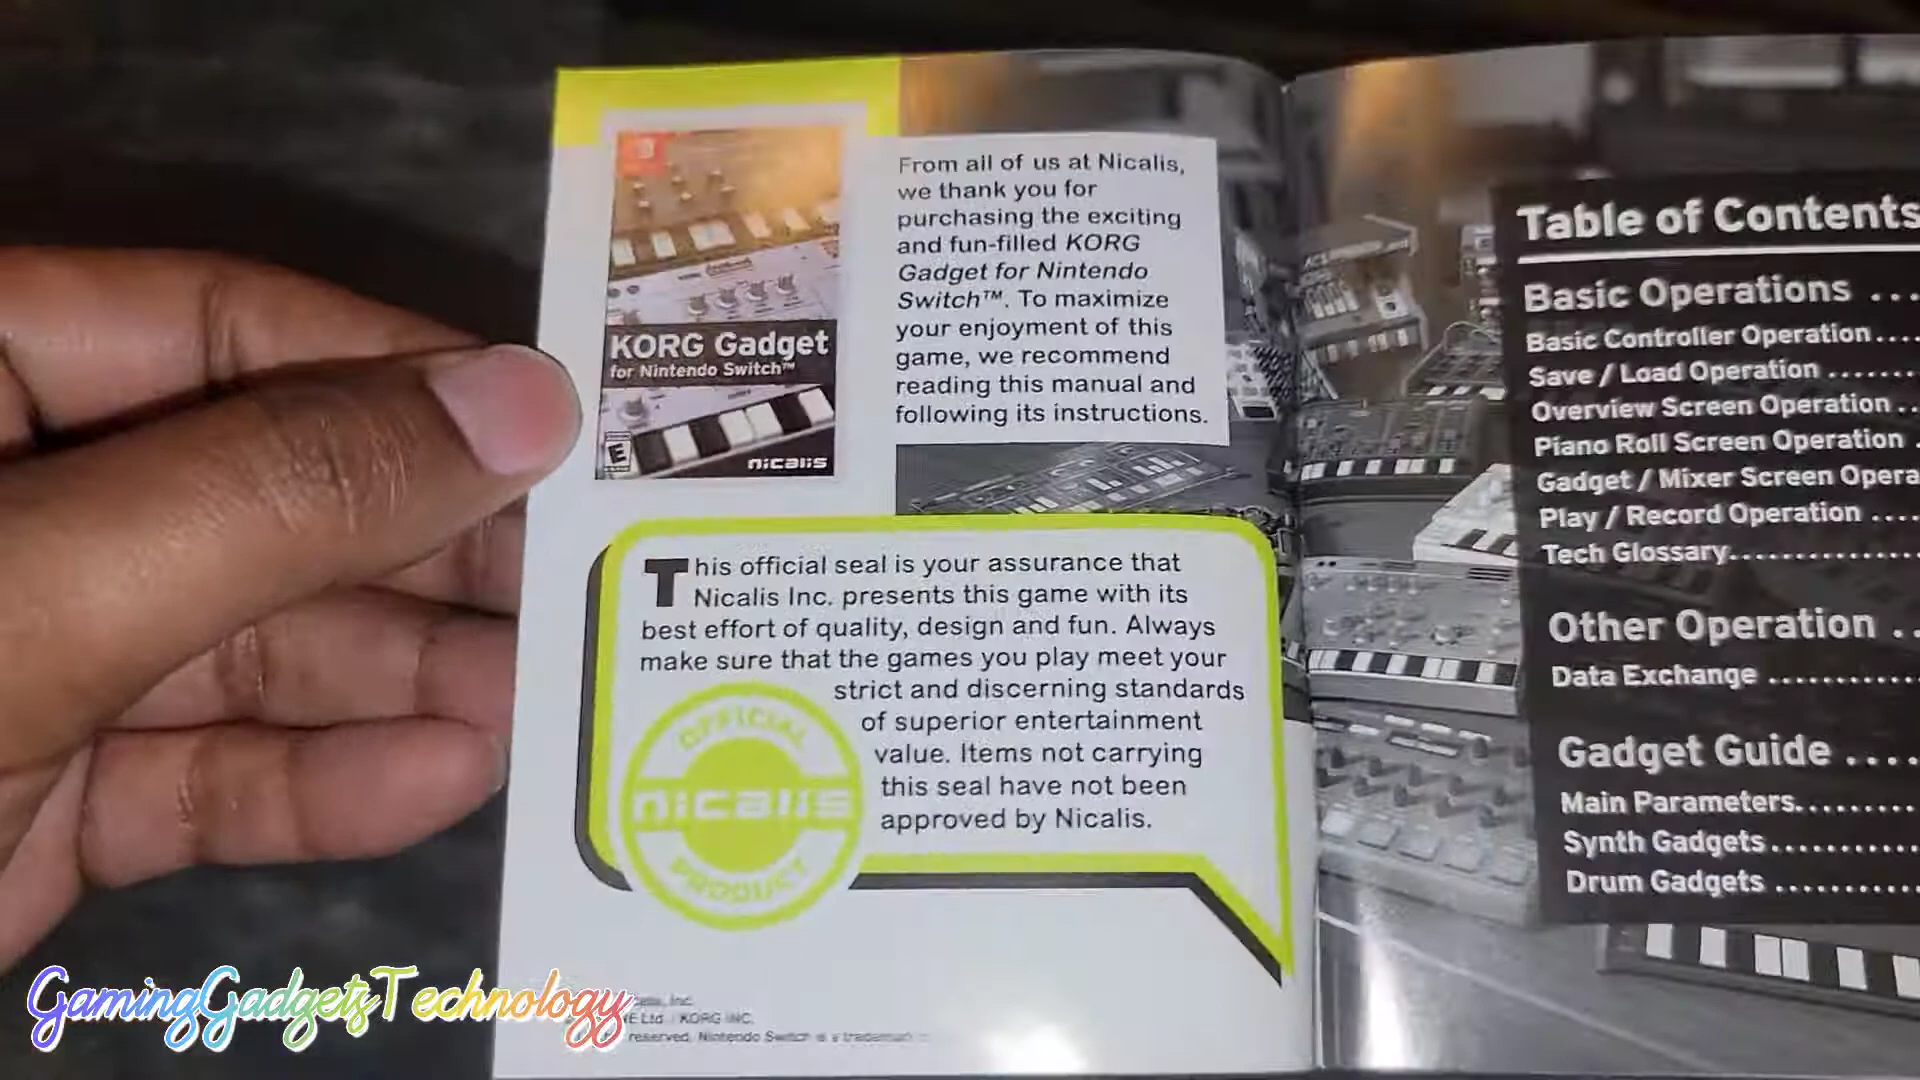 From all of us at Nicalis,
we thank you for
purchasing the exciting
and fun-filled KORG
Gadget for Nintendo
Switch™. To maximize
your enjoyment of this
game, we recommend
reading this manual and
following its instructions.
KORG Gadget
for Nintendo Switch™
E
nicalis
This official seal is your assurance that
Nicalis Inc. presents this game with its
best effort of quality, design and fun. Always
make sure that the games you play meet your
strict and discerning standards
of superior entertainment
value. Items not carrying
this seal have not been
approved by Nicalis.
OFFICIAL
nicalis
PRODUCT
Inc.
Ltd. / KORG INC.
reserved. Nintendo Switch is a trademark
Table of Contents
Basic Operations ...
Basic Controller Operation....
Save / Load Operation .......
Overview Screen Operation ..
Piano Roll Screen Operation .
Gadget / Mixer Screen Opera
Play / Record Operation ....
Tech Glossary...............
Other Operation ..
Data Exchange ............
Gadget Guide ....
Main Parameters..........
Synth Gadgets............
Drum Gadgets ...........
GamingGadgetsTechnology